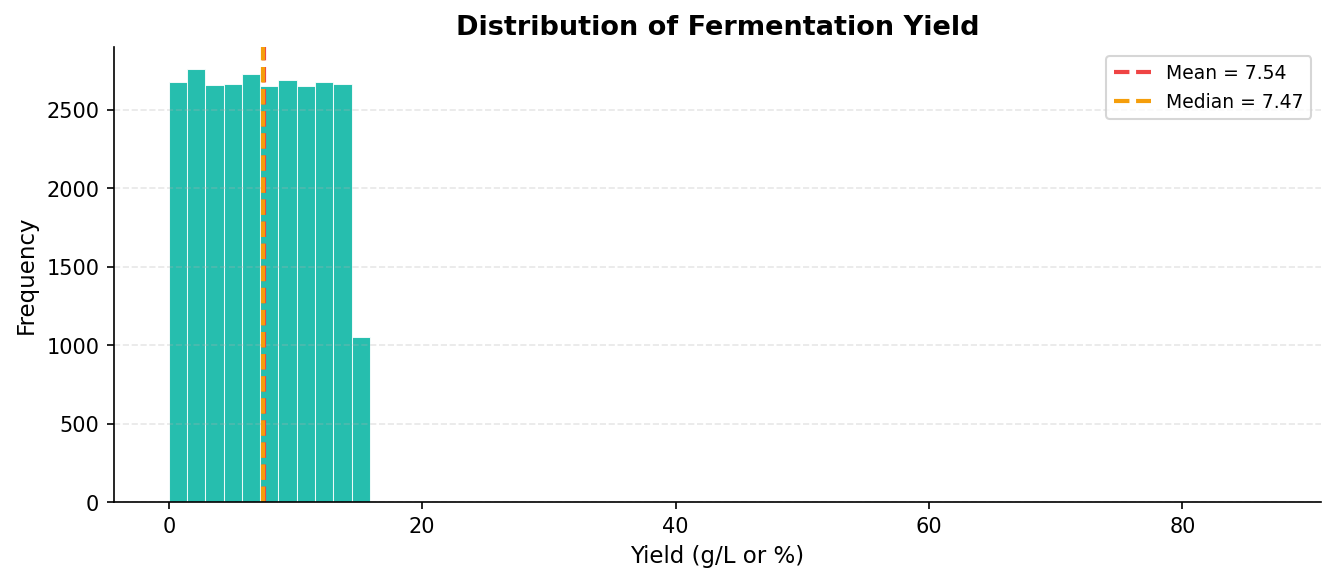 Distribution of Fermentation Yield
Mean = 7.54
Median = 7.47
Frequency
2500
2000
1500
1000
500
0
0 20 40 60 80
Yield (g/L or %)